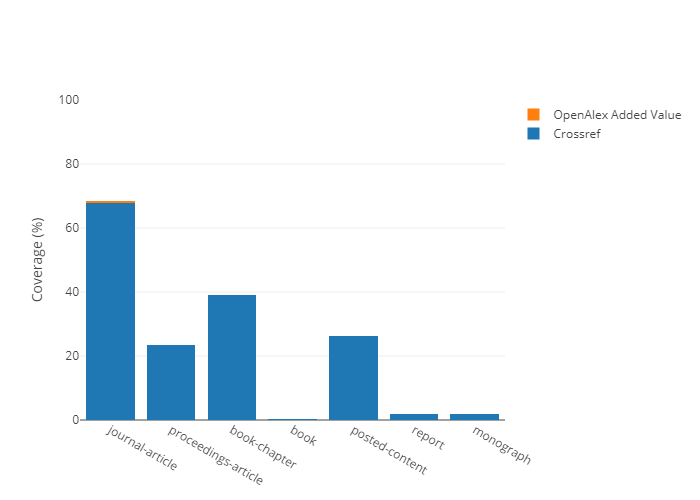 100
80
60
40
20
0
Coverage (%)
journal-article
proceedings-article
book-chapter
book
posted-content
report
monograph
OpenAlex Added Value
Crossref